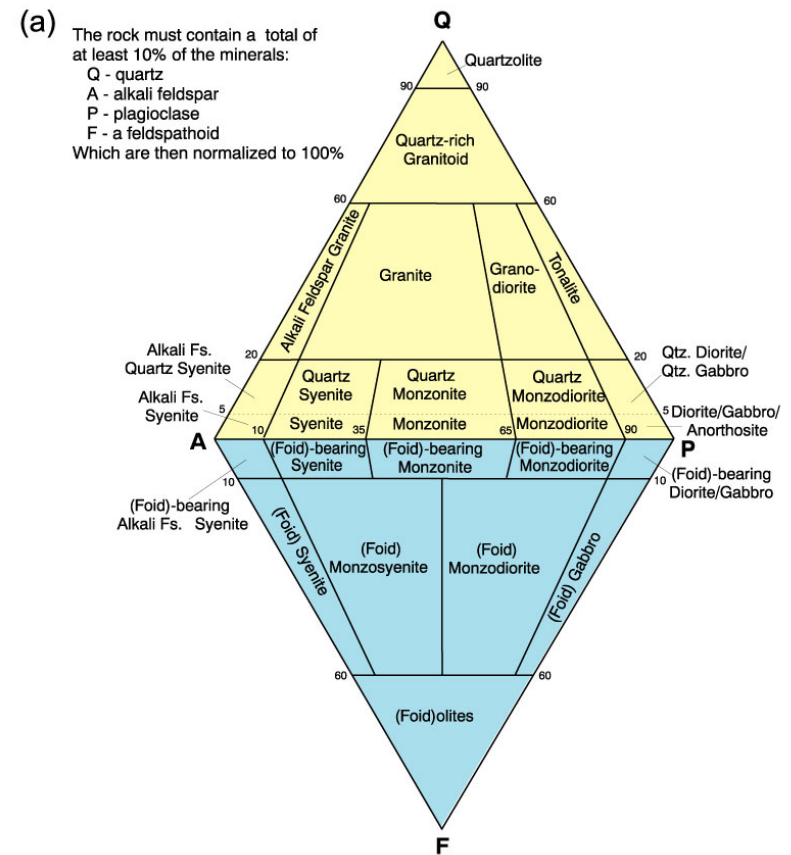 (a)
The rock must contain a total of
at least 10% of the minerals:
Q - quartz
A - alkali feldspar
P - plagioclase
F - a feldspathoid
Which are then normalized to 100%
Q
Quartzolite
90
90
Quartz-rich
Granitoid
60
60
Alkali Feldspar Granite
Granite
Grano-
diorite
Tonalite
20
20
Alkali Fs.
Quartz Syenite
Quartz
Syenite
Quartz
Monzonite
Quartz
Monzodiorite
Qtz. Diorite/
Qtz. Gabbro
Alkali Fs.
Syenite
5
5
Syenite
Monzonite
Monzodiorite
Diorite/Gabbro/
Anorthosite
10
35
65
90
A
P
(Foid)-bearing
Syenite
(Foid)-bearing
Monzonite
(Foid)-bearing
Monzodiorite
(Foid)-bearing
Diorite/Gabbro
10
10
(Foid)-bearing
Alkali Fs. Syenite
(Foid) Syenite
(Foid)
Monzosyenite
(Foid)
Monzodiorite
(Foid) Gabbro
60
60
(Foid)olites
F